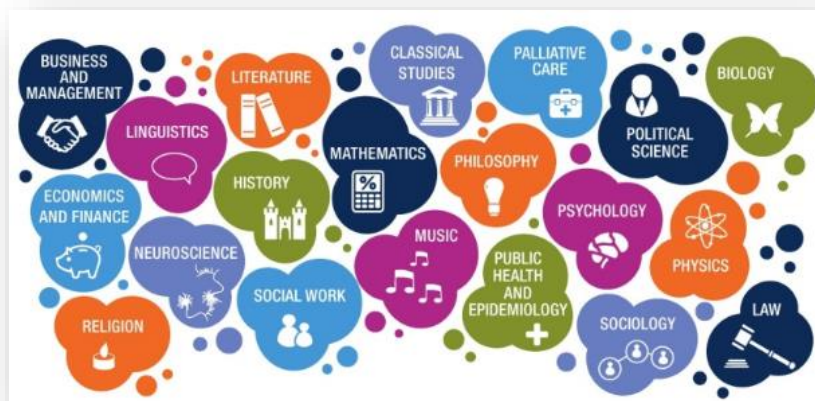 BUSINESS
AND
MANAGEMENT
LITERATURE
CLASSICAL
STUDIES
PALLIATIVE
CARE
BIOLOGY
LINGUISTICS
MATHEMATICS
%
PHILOSOPHY
POLITICAL
SCIENCE
ECONOMICS
AND FINANCE
HISTORY
PSYCHOLOGY
NEUROSCIENCE
MUSIC
PUBLIC
HEALTH
AND
EPIDEMIOLOGY
PHYSICS
SOCIAL WORK
RELIGION
SOCIOLOGY
LAW